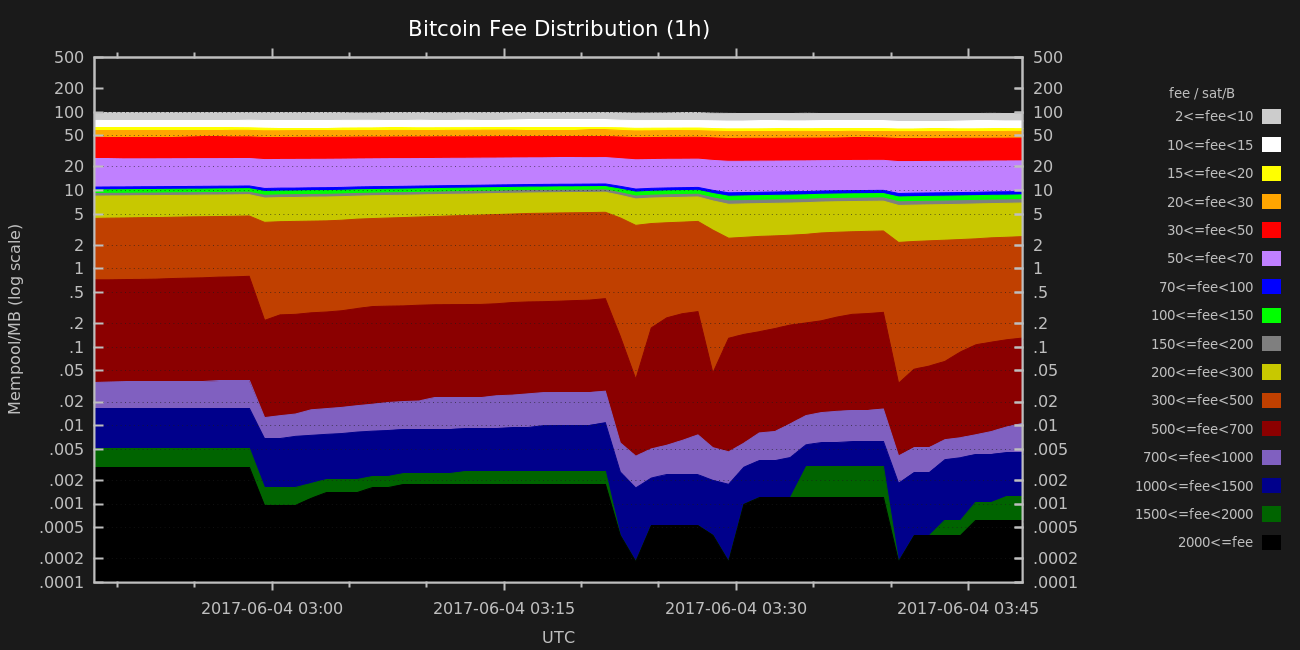 Bitcoin Fee Distribution (1h)
Mempool/MB (log scale)
500
200
100
50
20
10
5
2
1
.5
.2
.1
.05
.02
.01
.005
.002
.001
.0005
.0002
.0001
500
200
100
50
20
10
5
2
1
.5
.2
.1
.05
.02
.01
.005
.002
.001
.0005
.0002
.0001
2017-06-04 03:00
2017-06-04 03:15
2017-06-04 03:30
2017-06-04 03:45
UTC
fee / sat/B
2<=fee<10
10<=fee<15
15<=fee<20
20<=fee<30
30<=fee<50
50<=fee<70
70<=fee<100
100<=fee<150
150<=fee<200
200<=fee<300
300<=fee<500
500<=fee<700
700<=fee<1000
1000<=fee<1500
1500<=fee<2000
2000<=fee